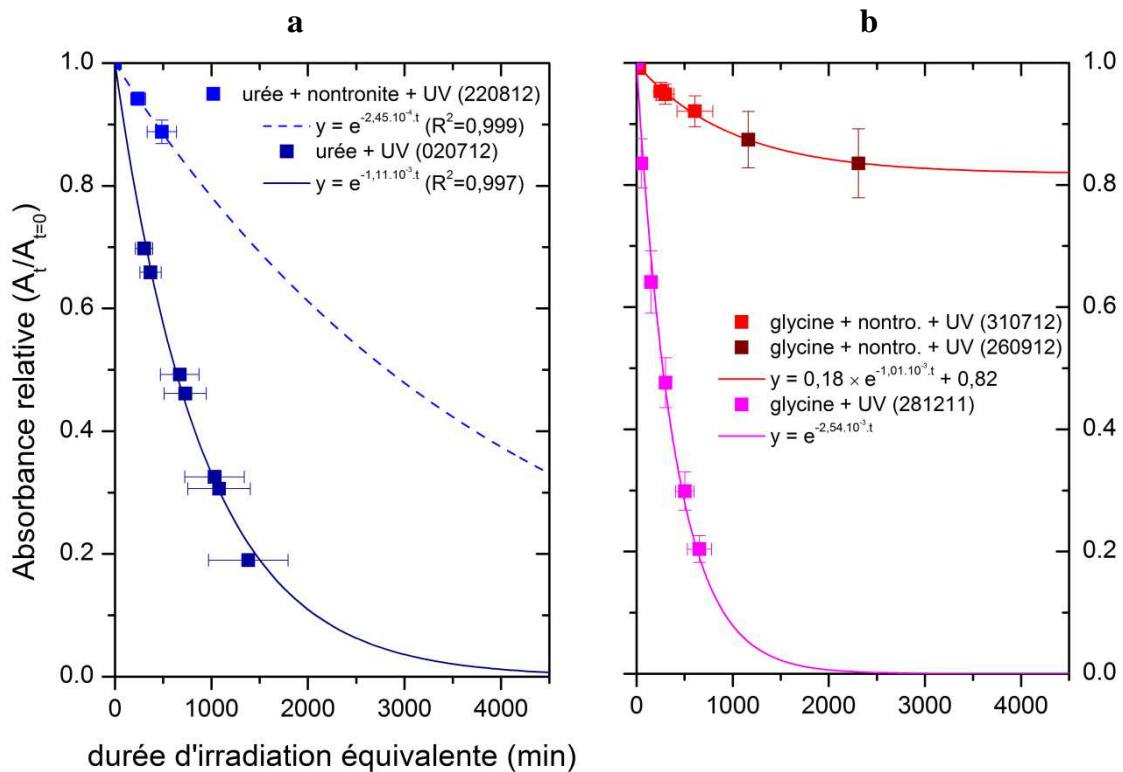 a
b
Absorbance relative (A_t/A_{t=0})
1.0
0.8
0.6
0.4
0.2
0.0
urée + nontronite + UV (220812)
y = e^{-2,45.10^{-4}.t} (R²=0,999)
urée + UV (020712)
y = e^{-1,11.10^{-3}.t} (R²=0,997)
0
1000
2000
3000
4000
durée d'irradiation équivalente (min)
glycine + nontro. + UV (310712)
glycine + nontro. + UV (260912)
y = 0,18 × e^{-1,01.10^{-3}.t} + 0,82
glycine + UV (281211)
y = e^{-2,54.10^{-3}.t}
1.0
0.8
0.6
0.4
0.2
0.0
0
1000
2000
3000
4000